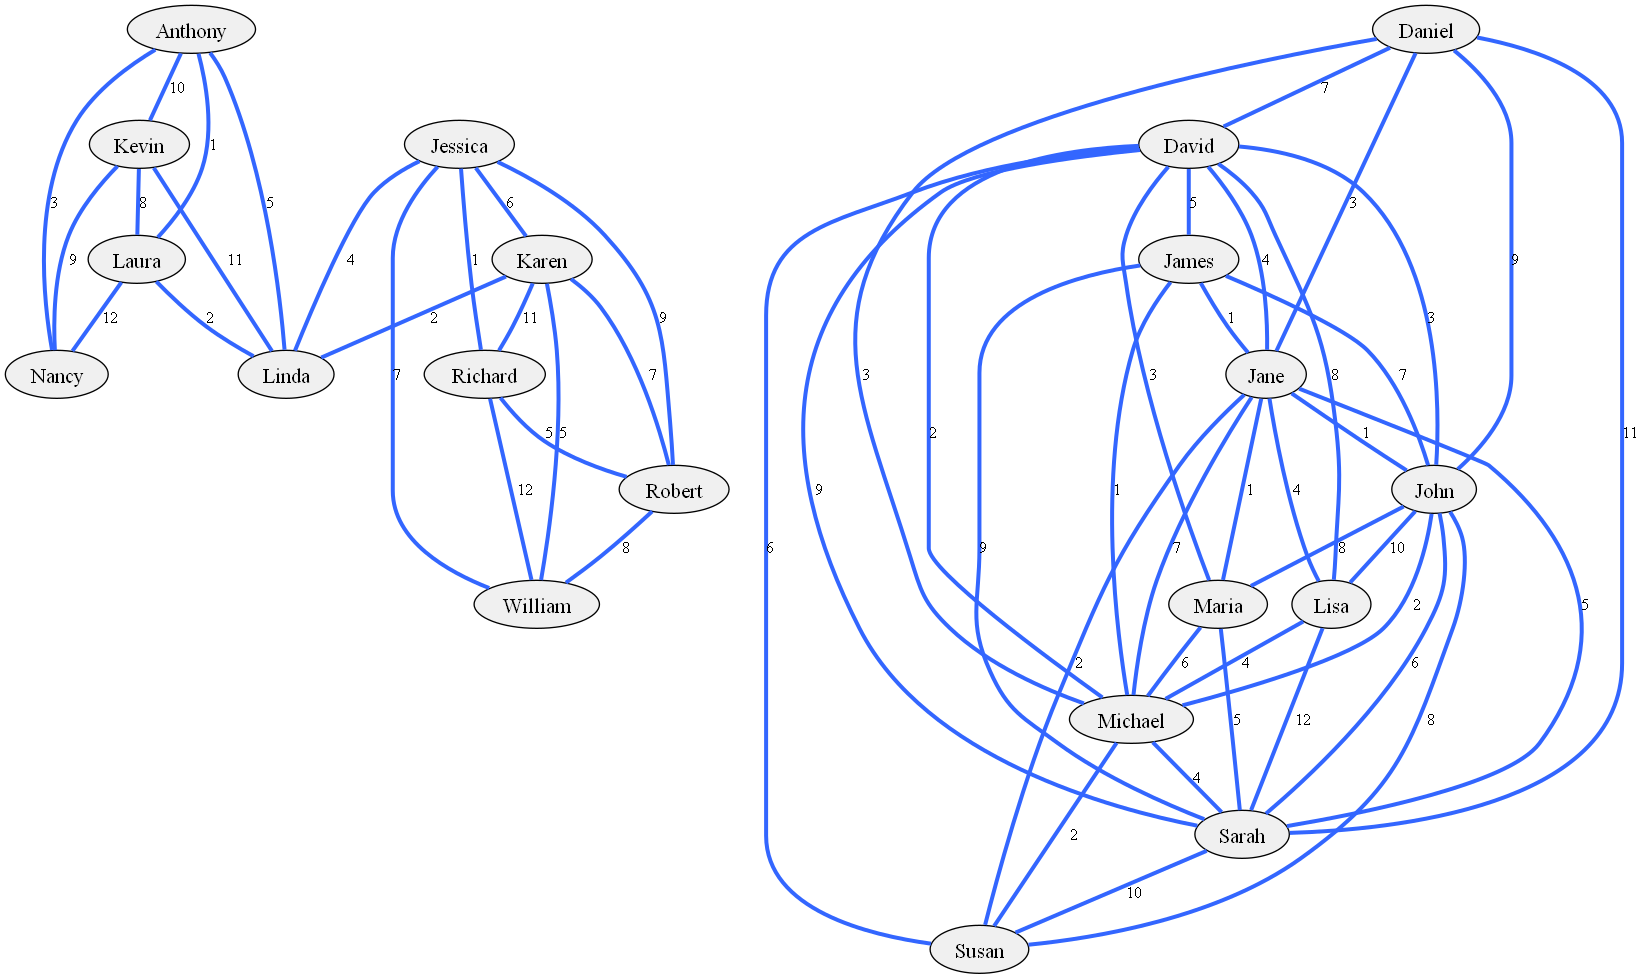 Anthony Daniel
10 7
Kevin Jessica David
1
3 8 5 6 5 3
Laura Karen James
9 11 4 1 4 9
12 2 2 11 9 1 3
Nancy Linda Richard Jane
7 7 3 3 8 7
5 5 2 1 11
Robert John
12 9 1 1 4
8 6 9 7 8 10
William Maria Lisa
2 5
2 6 4 6
Michael
5 12 8
4
Sarah
2
10
Susan